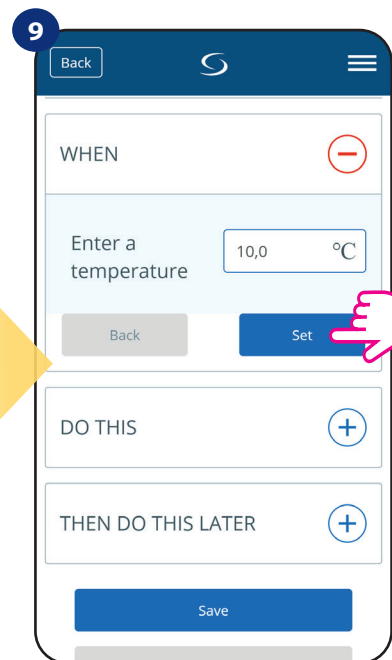 9
Back
WHEN
Enter a
temperature
10,0 °C
Back Set
DO THIS
THEN DO THIS LATER
Save